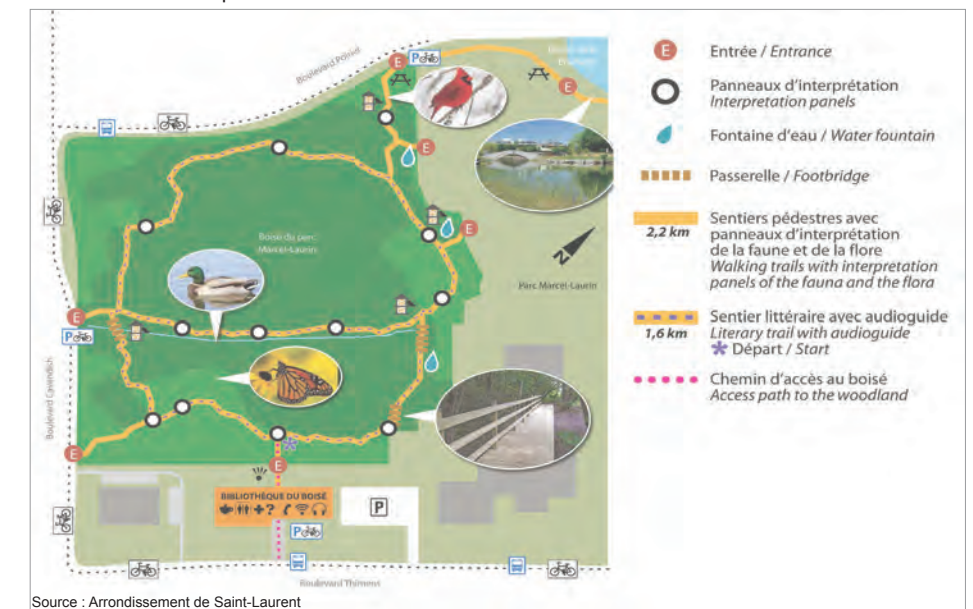 Boulevard Poirier
E
P
E
E
E
E
E
E
Boisé du parc
Marcel-Laurin
N
Parc Marcel-Laurin
P
Boulevard Cavendish
BIBLIOTHÈQUE DU BOISÉ
P
P
Boulevard Thimens
E
Entrée / Entrance
Panneaux d'interprétation
Interpretation panels
Fontaine d'eau / Water fountain
Passerelle / Footbridge
2,2 km
Sentiers pédestres avec
panneaux d'interprétation
de la faune et de la flore
Walking trails with interpretation
panels of the fauna and the flora
1,6 km
Sentier littéraire avec audioguide
Literary trail with audioguide
* Départ / Start
Chemin d'accès au boisé
Access path to the woodland
Source : Arrondissement de Saint-Laurent